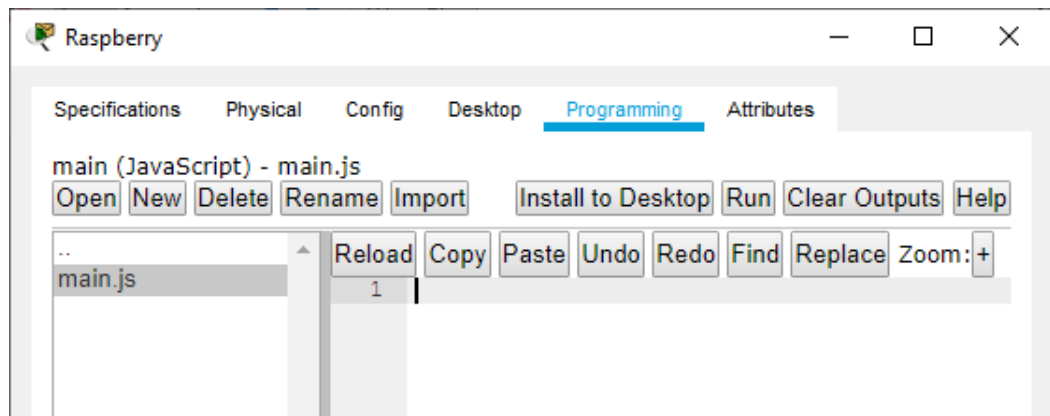 Raspberry
Specifications Physical Config Desktop Programming Attributes
main (JavaScript) - main.js
Open New Delete Rename Import Install to Desktop Run Clear Outputs Help
..
main.js
Reload Copy Paste Undo Redo Find Replace Zoom: +
1